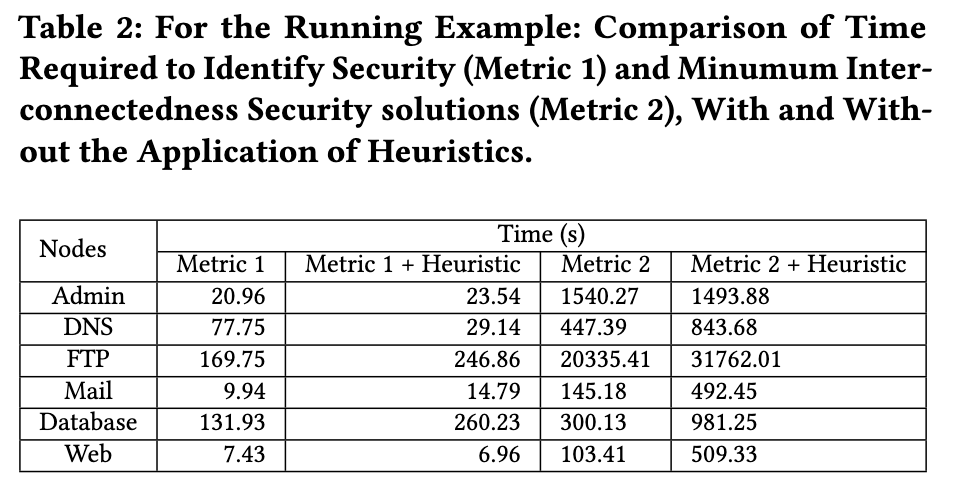 Table 2: For the Running Example: Comparison of Time
Required to Identify Security (Metric 1) and Minumum Inter-
connectedness Security solutions (Metric 2), With and With-
out the Application of Heuristics.
Nodes Time (s)
Metric 1 Metric 1 + Heuristic Metric 2 Metric 2 + Heuristic
Admin 20.96 23.54 1540.27 1493.88
DNS 77.75 29.14 447.39 843.68
FTP 169.75 246.86 20335.41 31762.01
Mail 9.94 14.79 145.18 492.45
Database 131.93 260.23 300.13 981.25
Web 7.43 6.96 103.41 509.33